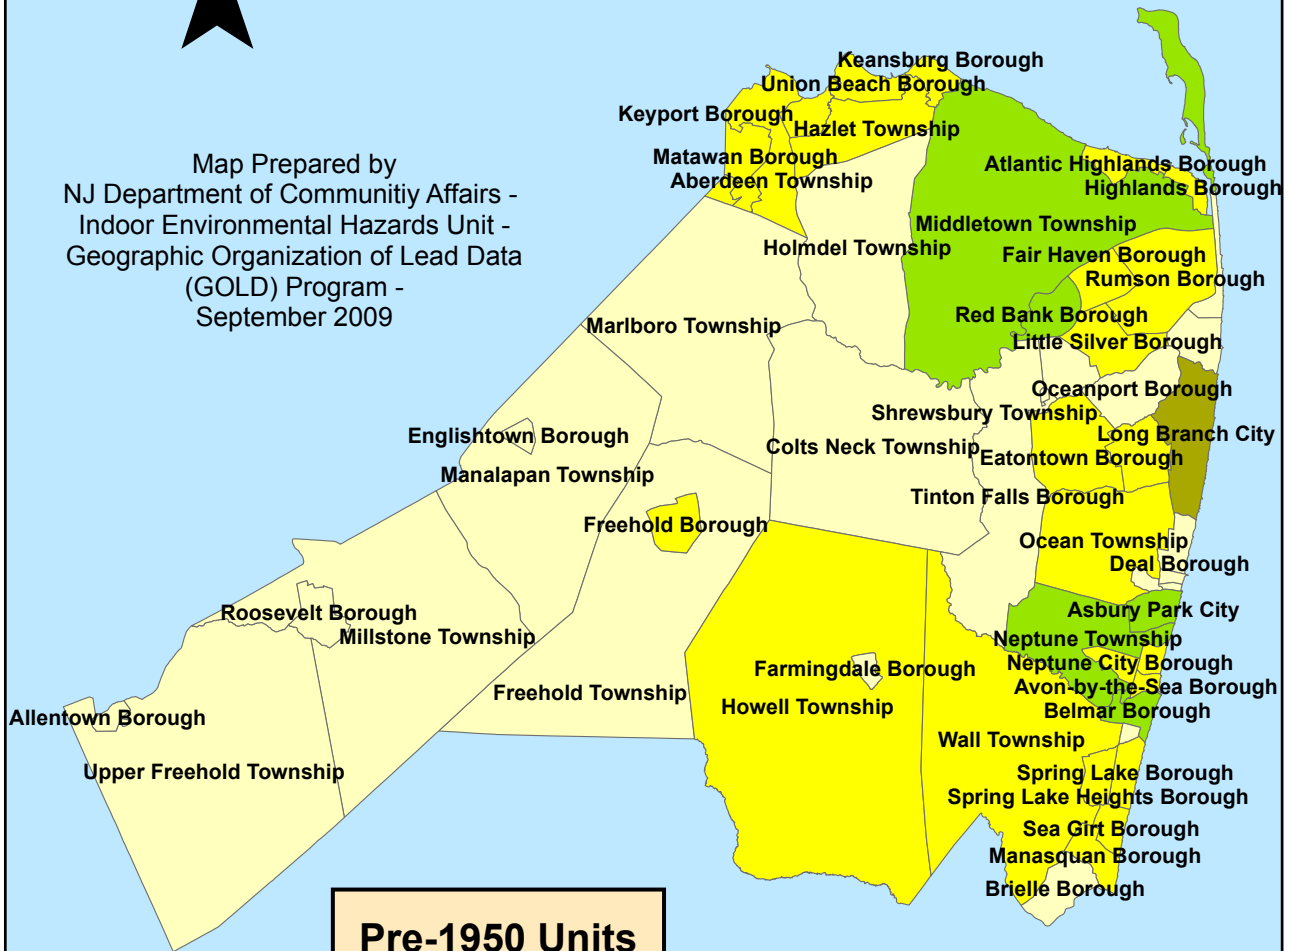 Keansburg Borough
Union Beach Borough
Keyport Borough
Hazlet Township
Map Prepared by
NJ Department of Communitiy Affairs -
Indoor Environmental Hazards Unit -
Geographic Organization of Lead Data
(GOLD) Program -
September 2009
Matawan Borough
Aberdeen Township
Atlantic Highlands Borough
Highlands Borough
Middletown Township
Holmdel Township
Fair Haven Borough
Rumson Borough
Red Bank Borough
Marlboro Township
Little Silver Borough
Oceanport Borough
Shrewsbury Township
Englishtown Borough
Long Branch City
Colts Neck Township
Eatontown Borough
Manalapan Township
Tinton Falls Borough
Freehold Borough
Ocean Township
Deal Borough
Roosevelt Borough
Asbury Park City
Millstone Township
Neptune Township
Neptune City Borough
Farmingdale Borough
Avon-by-the-Sea Borough
Freehold Township
Howell Township
Belmar Borough
Allentown Borough
Wall Township
Upper Freehold Township
Spring Lake Borough
Spring Lake Heights Borough
Sea Girt Borough
Manasquan Borough
Brielle Borough
Pre-1950 Units